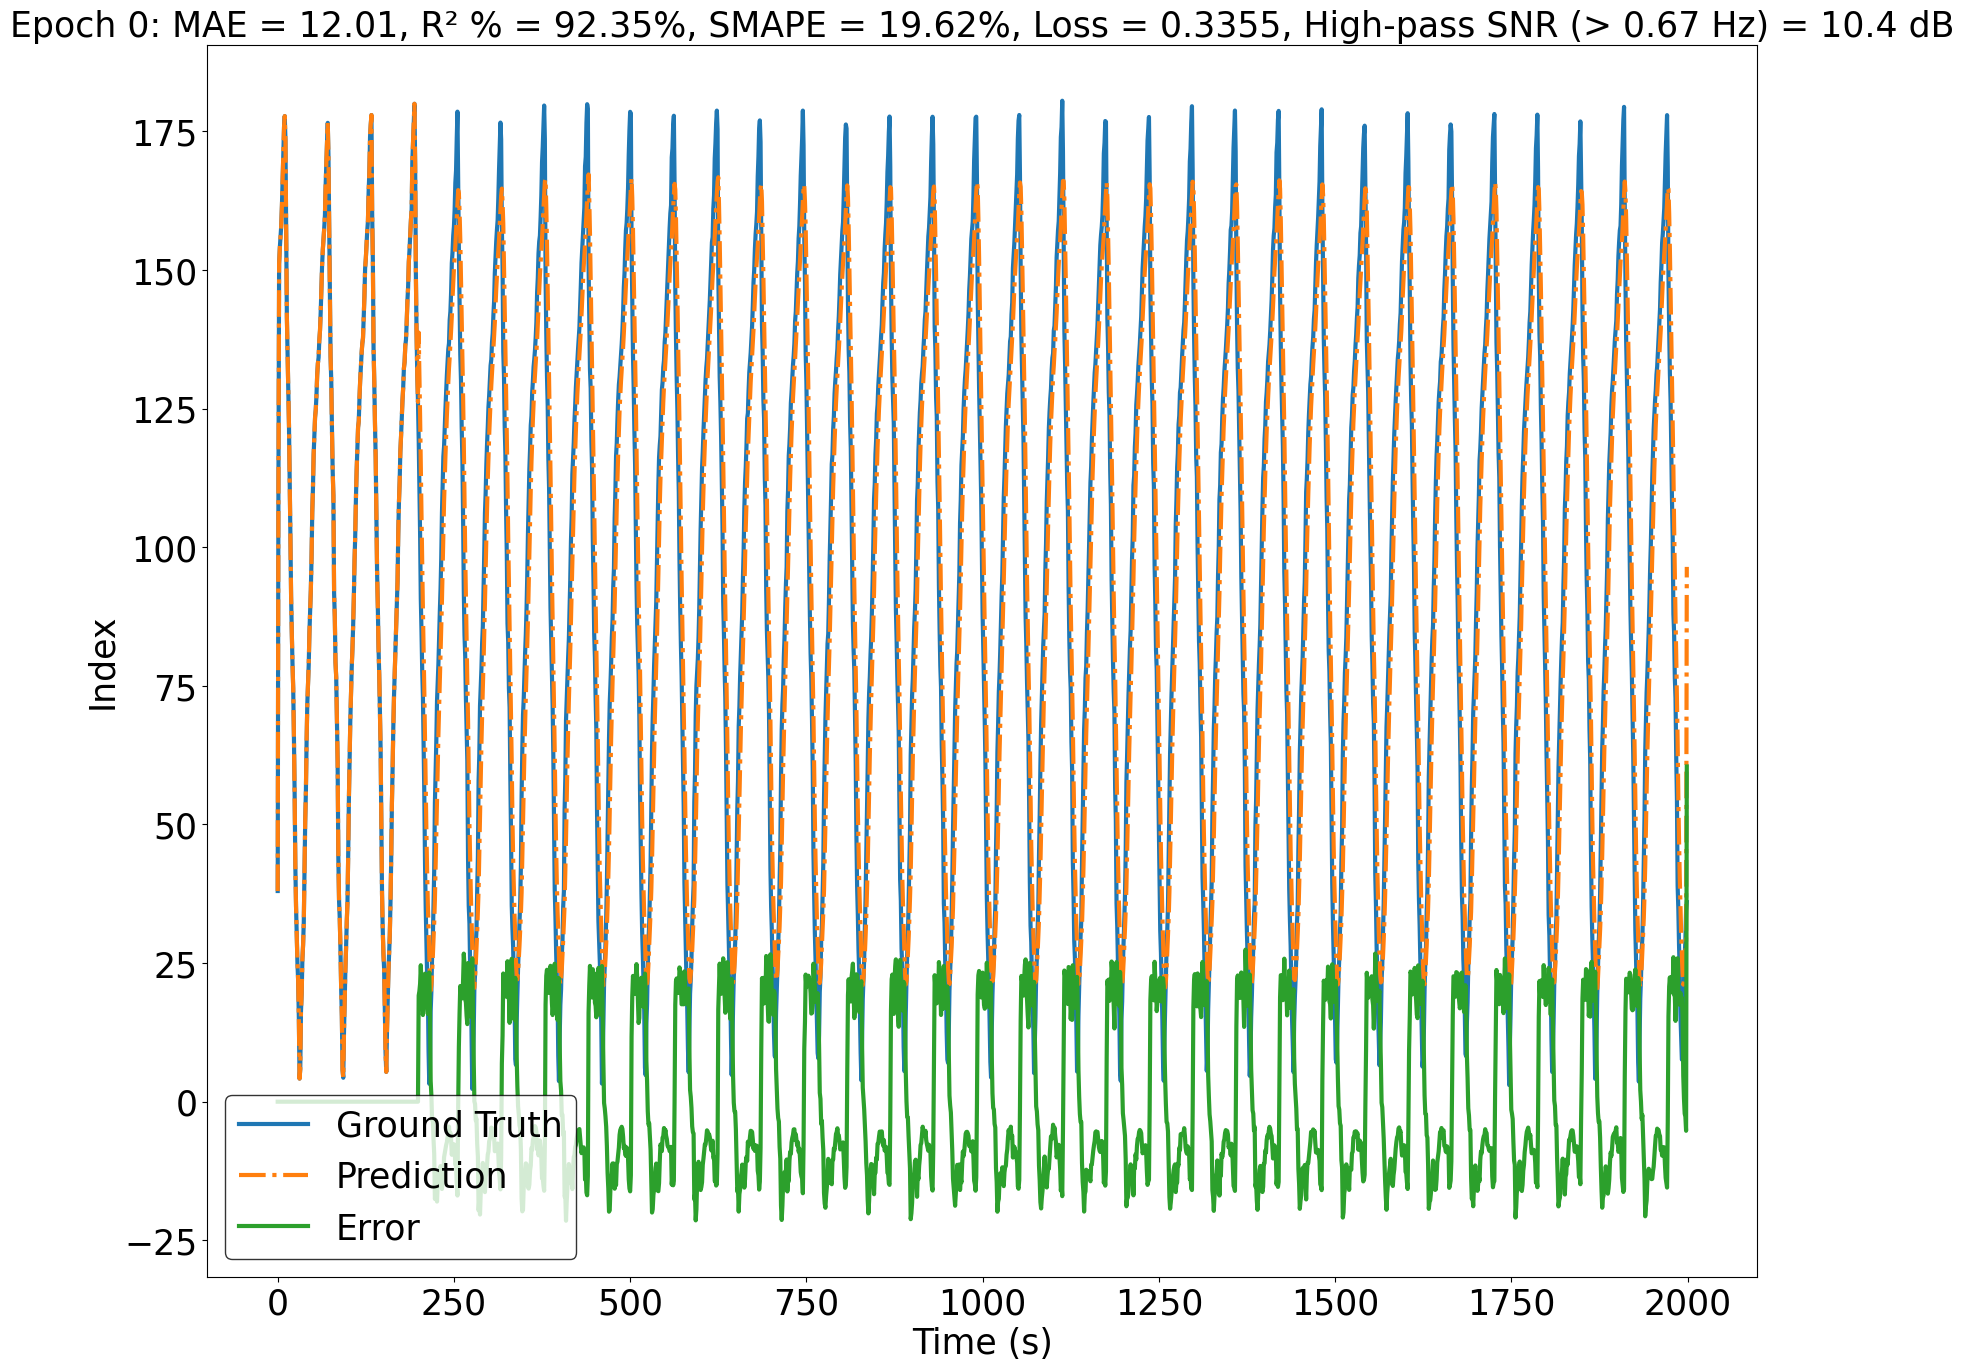 Epoch 0: MAE = 12.01, R² % = 92.35%, SMAPE = 19.62%, Loss = 0.3355, High-pass SNR (> 0.67 Hz) = 10.4 dB
175
150
125
100
75
50
25
0
−25
Index
Ground Truth
Prediction
Error
0 250 500 750 1000 1250 1500 1750 2000
Time (s)